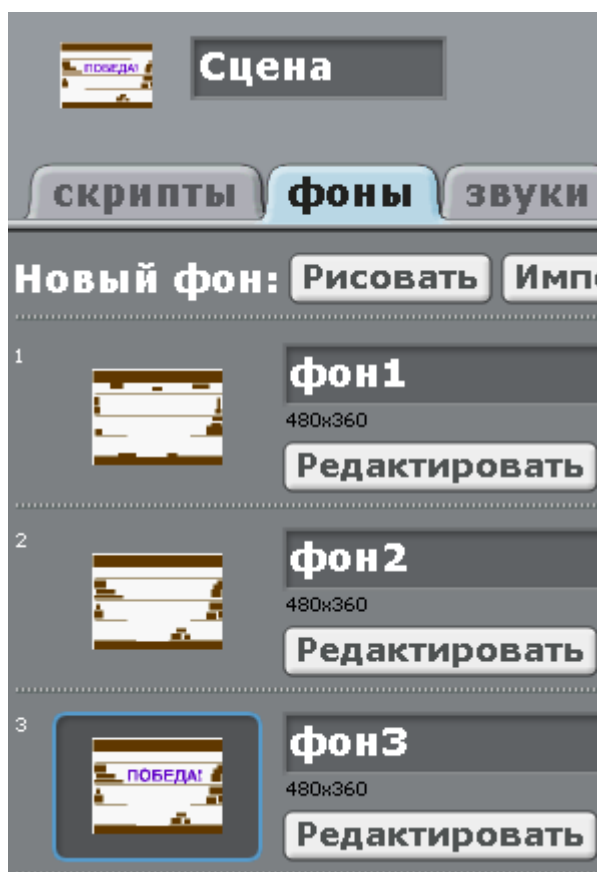 ПОБЕДА!
Сцена
скрипты фоны звуки
Новый фон: Рисовать Импо
1
фон1
480x360
Редактировать
2
фон2
480x360
Редактировать
3
ПОБЕДА!
фон3
480x360
Редактировать